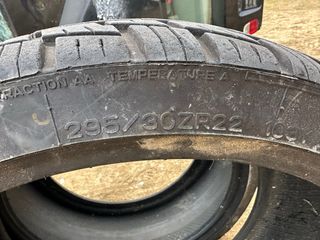 TRACTION AA TEMPERATURE A
295/30ZR22